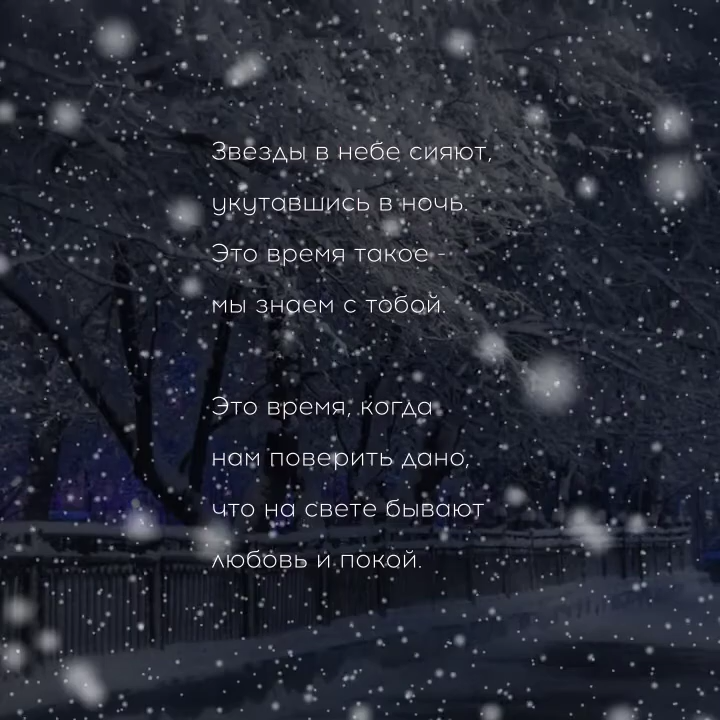 Звезды в небе сияют,
укутавшись в ночь.
Это время такое -
мы знаем с тобой.
Это время, когда
нам поверить дано,
что на свете бывают
любовь и покой.